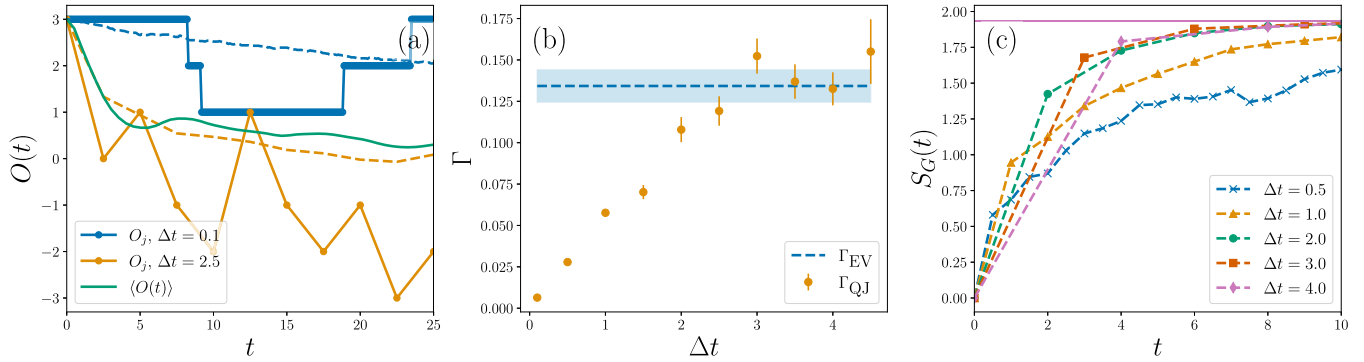 (a)
O(t)
3
2
1
0
−1
−2
−3
O_j, Δt = 0.1
O_j, Δt = 2.5
⟨O(t)⟩
0 5 10 15 20 25
t
(b)
Γ
0.175
0.150
0.125
0.100
0.075
0.050
0.025
0.000
Γ_EV
Γ_QJ
0 1 2 3 4
Δt
(c)
S_G(t)
2.00
1.75
1.50
1.25
1.00
0.75
0.50
0.25
0.00
Δt = 0.5
Δt = 1.0
Δt = 2.0
Δt = 3.0
Δt = 4.0
0 2 4 6 8 10
t